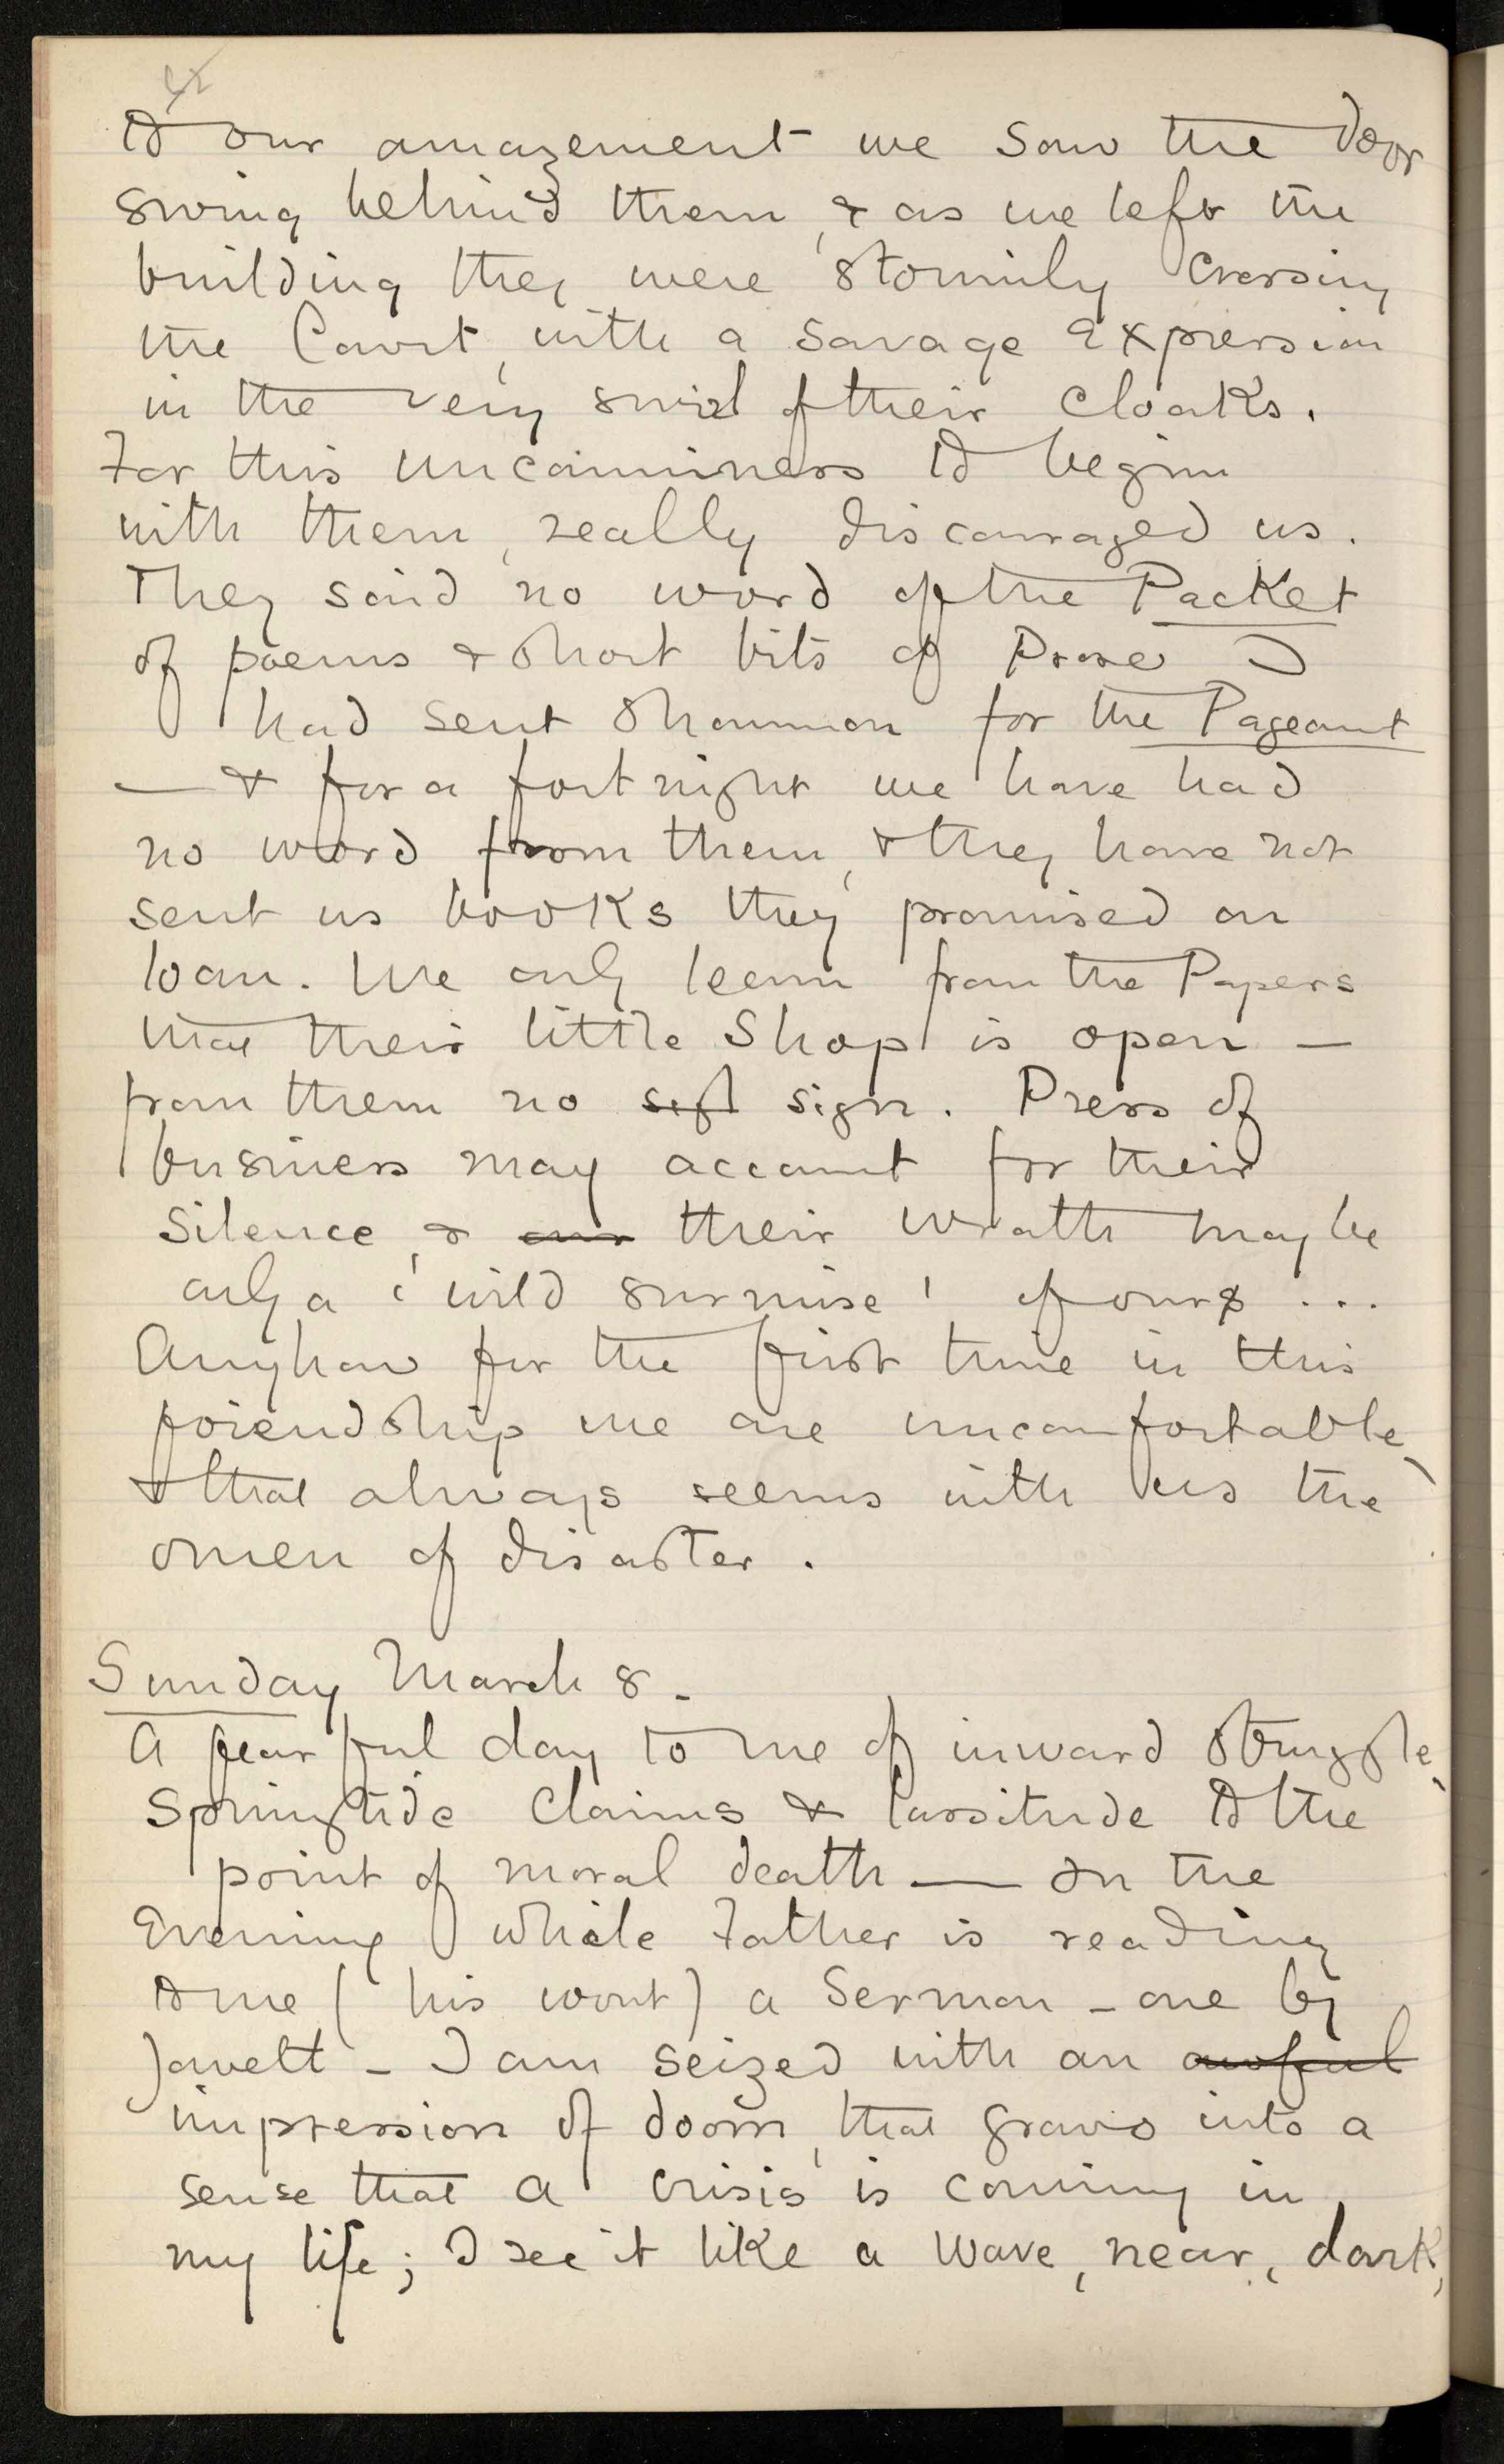 42
to our amazement we saw the door
swing behind them, & as we left the
building they were stormily crossing
the Court, with a savage expression
in the very swirl of their cloaks.
For this uncanniness to begin
with them, really discouraged us.
They said no word of the Packet
of poems & short bits of Prose I
had sent Shannon for the Pageant
— & for a fortnight we have had
no word from them, & they have not
sent us books they promised on
loan. We only learn from the Papers
that their little Shop is open —
from them no sign. Press of
business may account for their
silence, & our their wrath may be
only a 'wild surmise' of ours ...
Anyhow for the first time in this
friendship we are uncomfortable,
& that always seems with us the
omen of disaster.
Sunday March 8.
A fearful day to me of inward struggle,
Springtide claims & lassitude to the
point of moral death — In the
Evening while Father is reading
to me (his wont) a Sermon - one by
Jowett - I am seized with an awful
impression of doom, that grows into a
sense that a crisis is coming in
my life; I see it like a wave, near, dark,